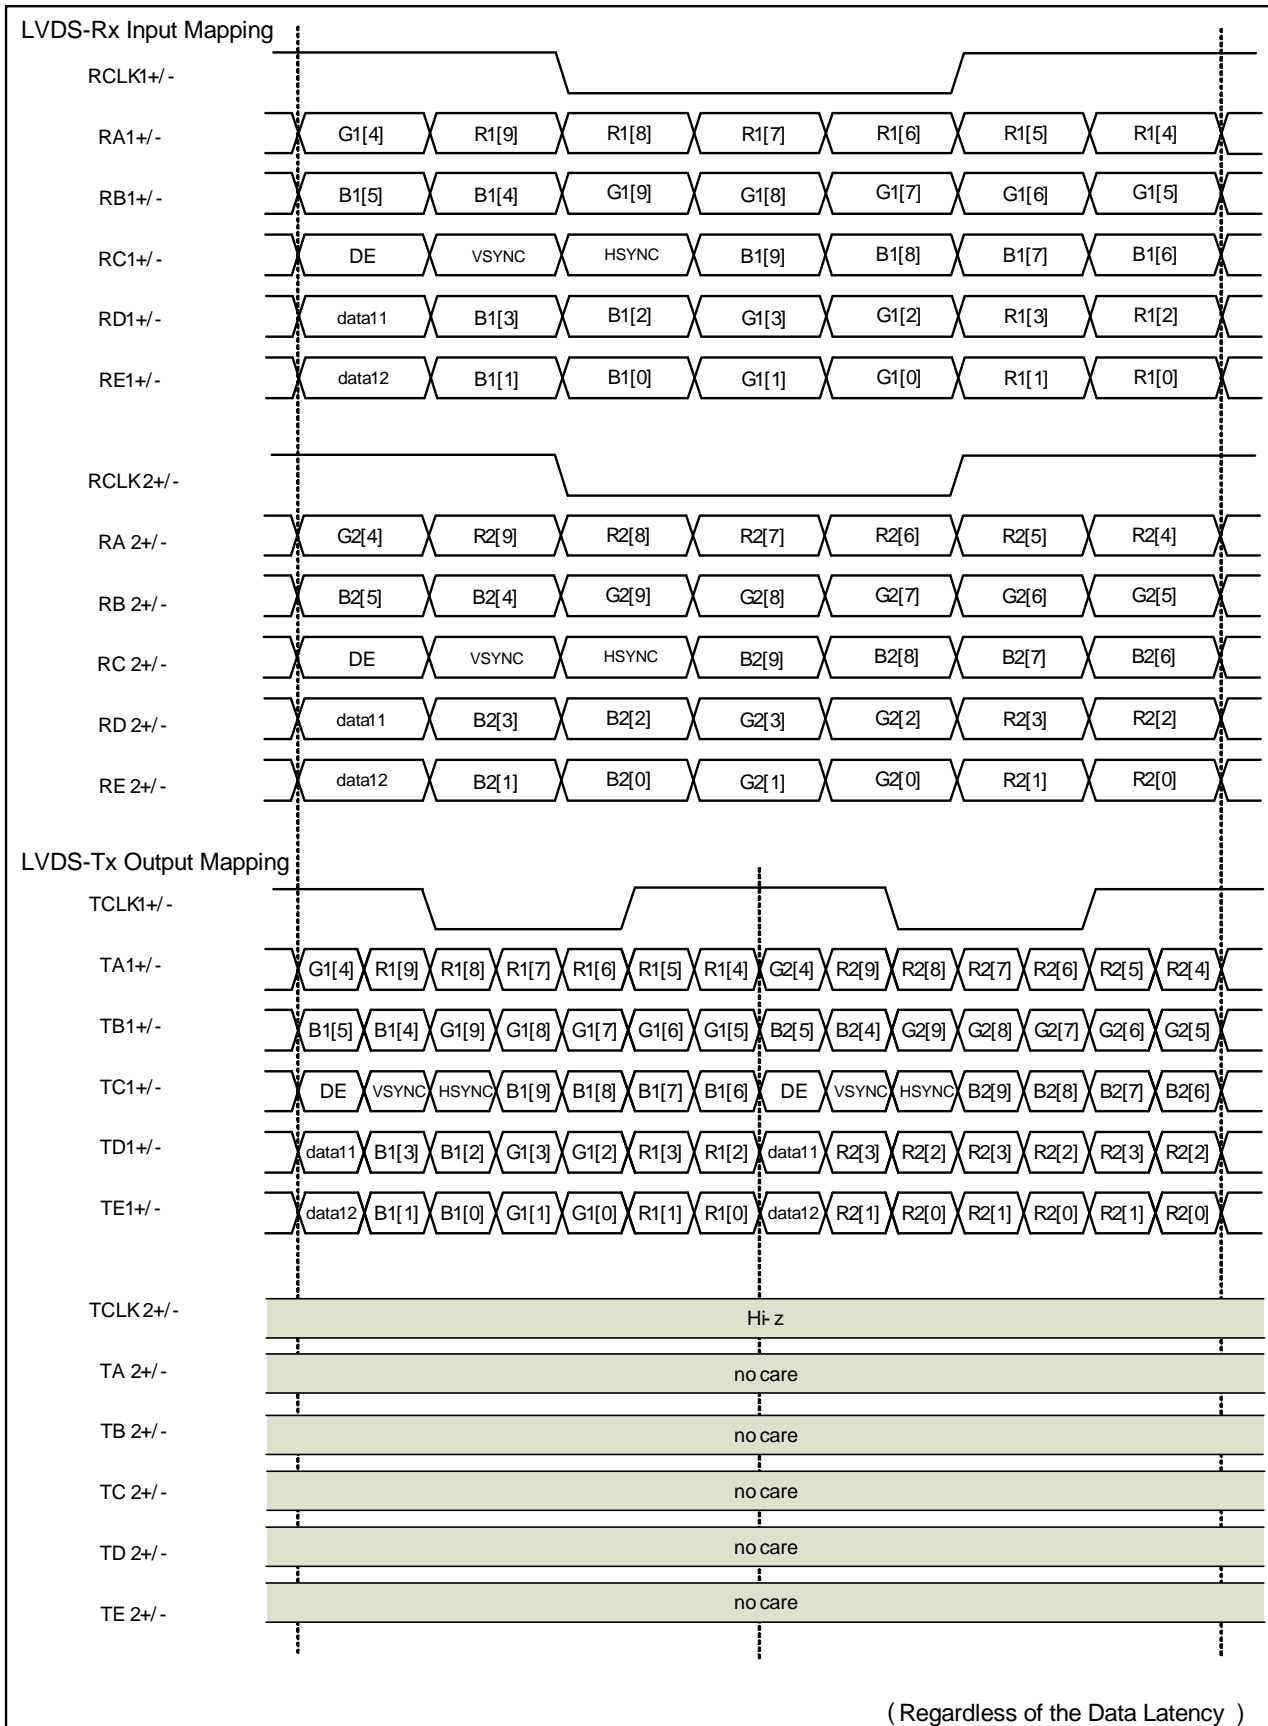 LVDS-Rx Input Mapping
RCLK1+/-
RA1+/- G1[4] R1[9] R1[8] R1[7] R1[6] R1[5] R1[4]
RB1+/- B1[5] B1[4] G1[9] G1[8] G1[7] G1[6] G1[5]
RC1+/- DE VSYNC HSYNC B1[9] B1[8] B1[7] B1[6]
RD1+/- data11 B1[3] B1[2] G1[3] G1[2] R1[3] R1[2]
RE1+/- data12 B1[1] B1[0] G1[1] G1[0] R1[1] R1[0]
RCLK 2+/-
RA 2+/- G2[4] R2[9] R2[8] R2[7] R2[6] R2[5] R2[4]
RB 2+/- B2[5] B2[4] G2[9] G2[8] G2[7] G2[6] G2[5]
RC 2+/- DE VSYNC HSYNC B2[9] B2[8] B2[7] B2[6]
RD 2+/- data11 B2[3] B2[2] G2[3] G2[2] R2[3] R2[2]
RE 2+/- data12 B2[1] B2[0] G2[1] G2[0] R2[1] R2[0]
LVDS-Tx Output Mapping
TCLK1+/-
TA1+/- G1[4] R1[9] R1[8] R1[7] R1[6] R1[5] R1[4] G2[4] R2[9] R2[8] R2[7] R2[6] R2[5] R2[4]
TB1+/- B1[5] B1[4] G1[9] G1[8] G1[7] G1[6] G1[5] B2[5] B2[4] G2[9] G2[8] G2[7] G2[6] G2[5]
TC1+/- DE VSYNC HSYNC B1[9] B1[8] B1[7] B1[6] DE VSYNC HSYNC B2[9] B2[8] B2[7] B2[6]
TD1+/- data11 B1[3] B1[2] G1[3] G1[2] R1[3] R1[2] data11 R2[3] R2[2] R2[3] R2[2] R2[3] R2[2]
TE1+/- data12 B1[1] B1[0] G1[1] G1[0] R1[1] R1[0] data12 R2[1] R2[0] R2[1] R2[0] R2[1] R2[0]
TCLK 2+/- Hi-z
TA 2+/- no care
TB 2+/- no care
TC 2+/- no care
TD 2+/- no care
TE 2+/- no care
( Regardless of the Data Latency )